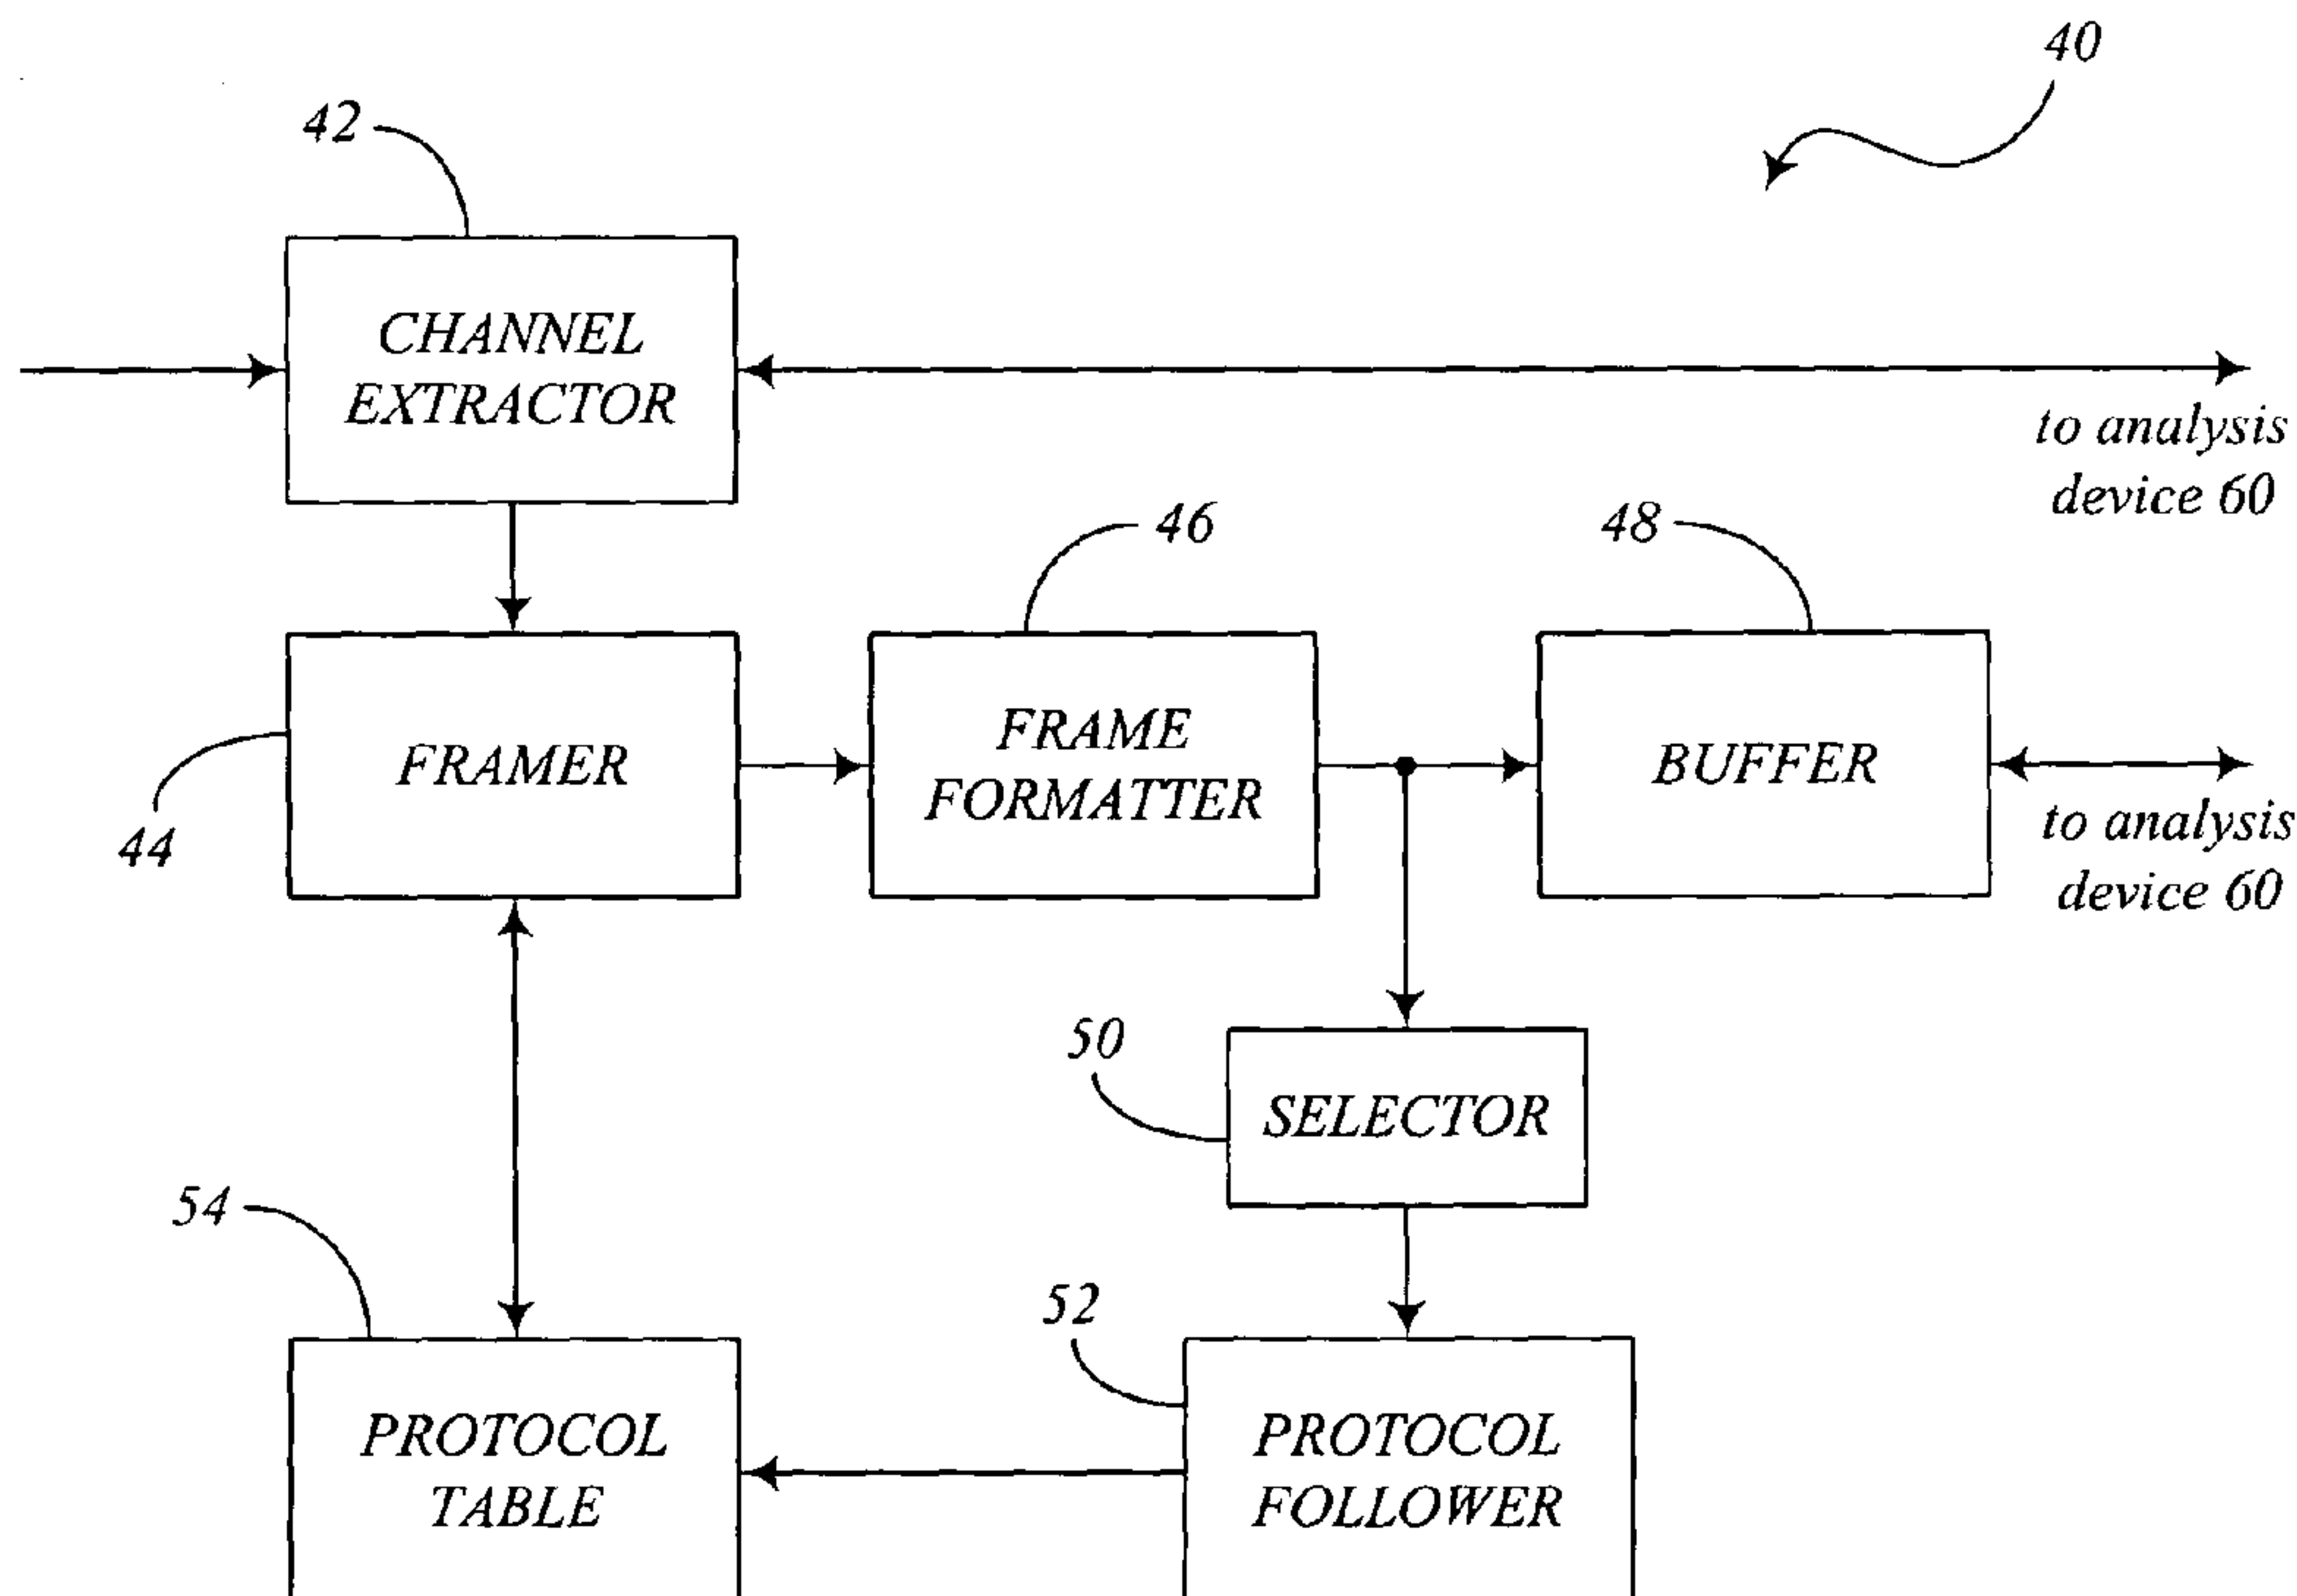 40
42
CHANNEL
EXTRACTOR
to analysis
device 60
46
48
FRAMER
FRAME
FORMATTER
BUFFER
44
to analysis
device 60
50
SELECTOR
54
52
PROTOCOL
TABLE
PROTOCOL
FOLLOWER